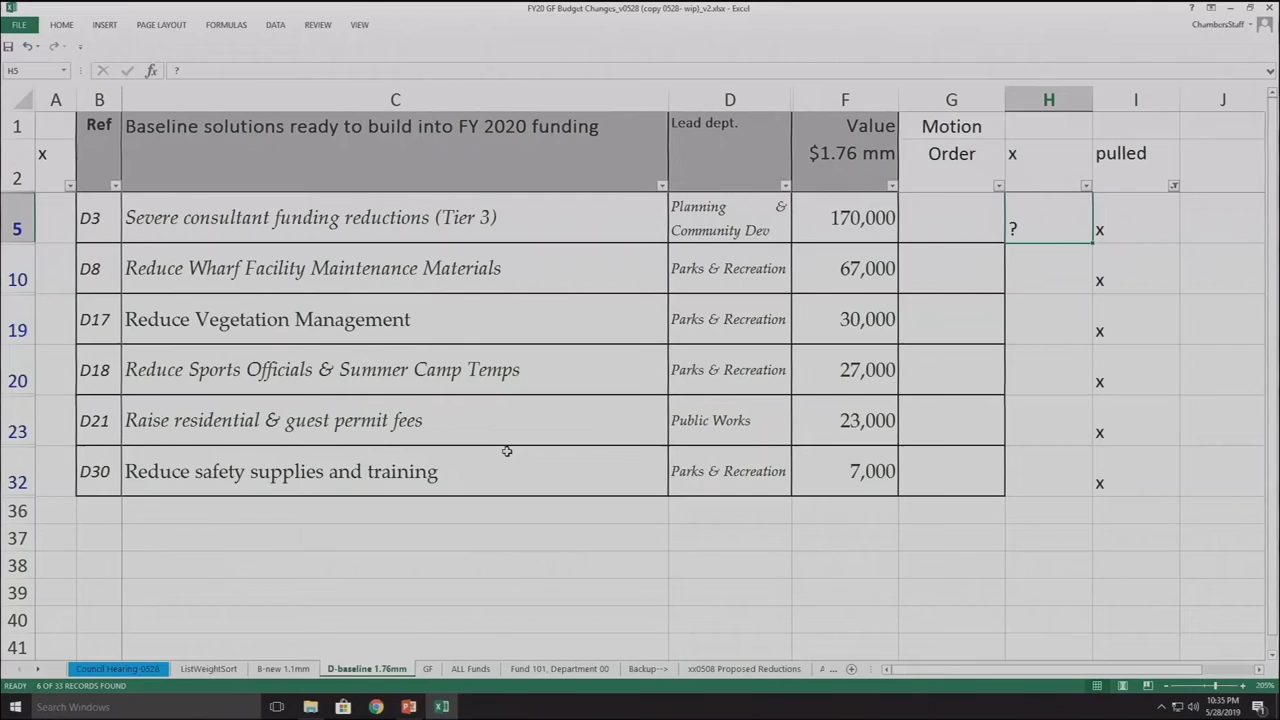 FY20 GF Budget Changes_v0528 (copy 0528- wip)_v2.xlsx - Excel
FILE HOME INSERT PAGE LAYOUT FORMULAS DATA REVIEW VIEW ChambersStaff
H5 fx ?
A B C D F G H I J
1 Ref Baseline solutions ready to build into FY 2020 funding Lead dept. Value Motion
2 x $1.76 mm Order x pulled
5 D3 Severe consultant funding reductions (Tier 3) Planning & Community Dev 170,000 ? x
10 D8 Reduce Wharf Facility Maintenance Materials Parks & Recreation 67,000 x
19 D17 Reduce Vegetation Management Parks & Recreation 30,000 x
20 D18 Reduce Sports Officials & Summer Camp Temps Parks & Recreation 27,000 x
23 D21 Raise residential & guest permit fees Public Works 23,000 x
32 D30 Reduce safety supplies and training Parks & Recreation 7,000 x
36
37
38
39
40
41
Council Hearing 0528 ListWeightSort B-new 1.1mm D-baseline 1.76mm GF ALL Funds Fund 101, Department 00 Backup--> xx0508 Proposed Reductions A ...
READY 6 OF 33 RECORDS FOUND 205%
Search Windows 10:35 PM
5/28/2019